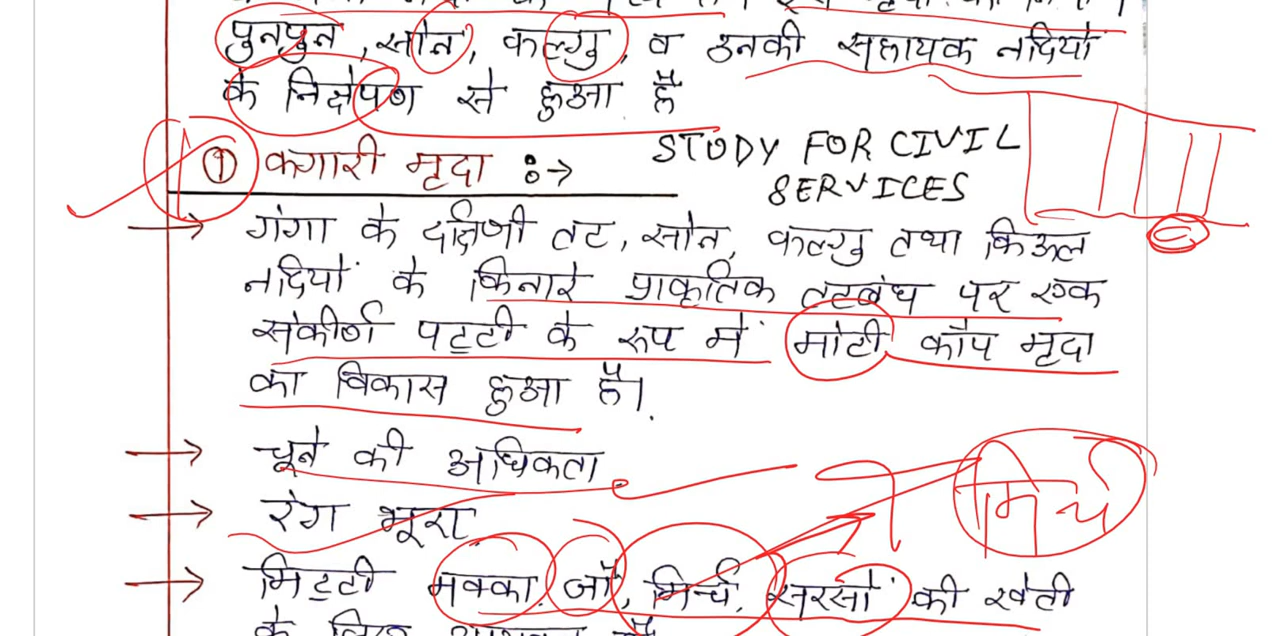 पुनपुन, सोन, फल्गु, व उनकी सहायक नदियों
के निक्षेपण से हुआ है
① कगारी मृदा :→ STUDY FOR CIVIL
SERVICES
→ गंगा के दक्षिणी तट, सोन, फल्गु तथा किऊल
नदियों के किनारे प्राकृतिक तटबंध पर एक
संकीर्ण पट्टी के रूप में मोटी काँप मृदा
का विकास हुआ है।
→ चूने की अधिकता
→ रंग भूरा
मिर्च
→ मिट्टी मक्का, जौ, मिर्च, सरसों की खेती